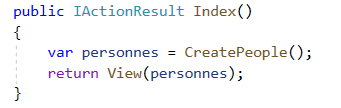 public IActionResult Index()
{
var personnes = CreatePeople();
return View(personnes);
}